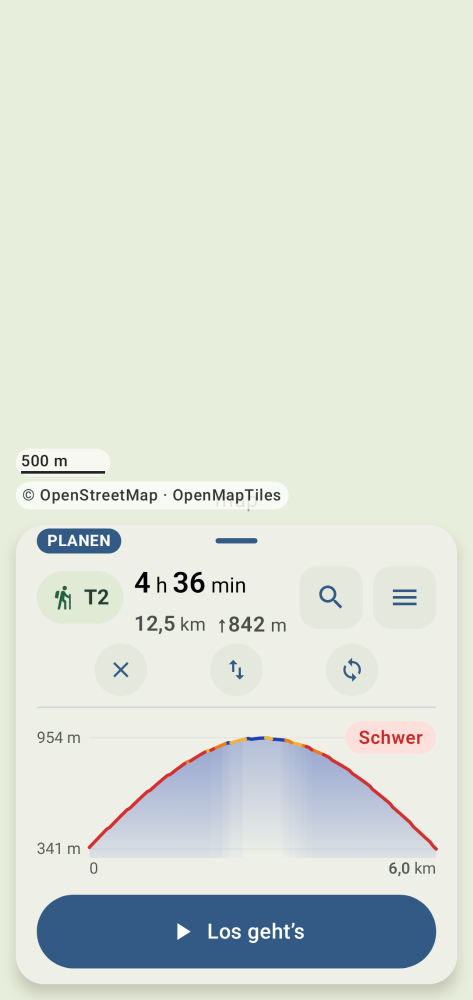 500 m
© OpenStreetMap · OpenMapTiles
map
PLANEN
T2
4 h 36 min
12,5 km ↑842 m
954 m
Schwer
341 m
0
6,0 km
Los geht’s